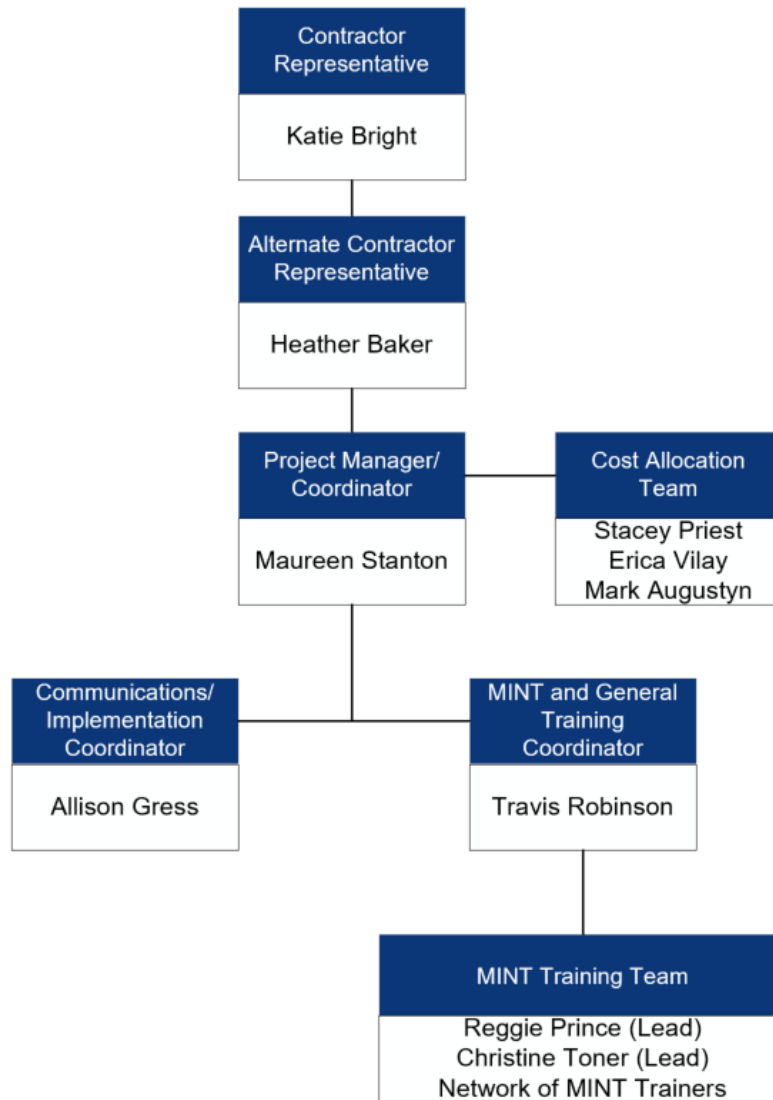 Contractor
Representative
Katie Bright
Alternate Contractor
Representative
Heather Baker
Project Manager/
Coordinator
Maureen Stanton
Cost Allocation
Team
Stacey Priest
Erica Vilay
Mark Augustyn
Communications/
Implementation
Coordinator
Allison Gress
MINT and General
Training
Coordinator
Travis Robinson
MINT Training Team
Reggie Prince (Lead)
Christine Toner (Lead)
Network of MINT Trainers